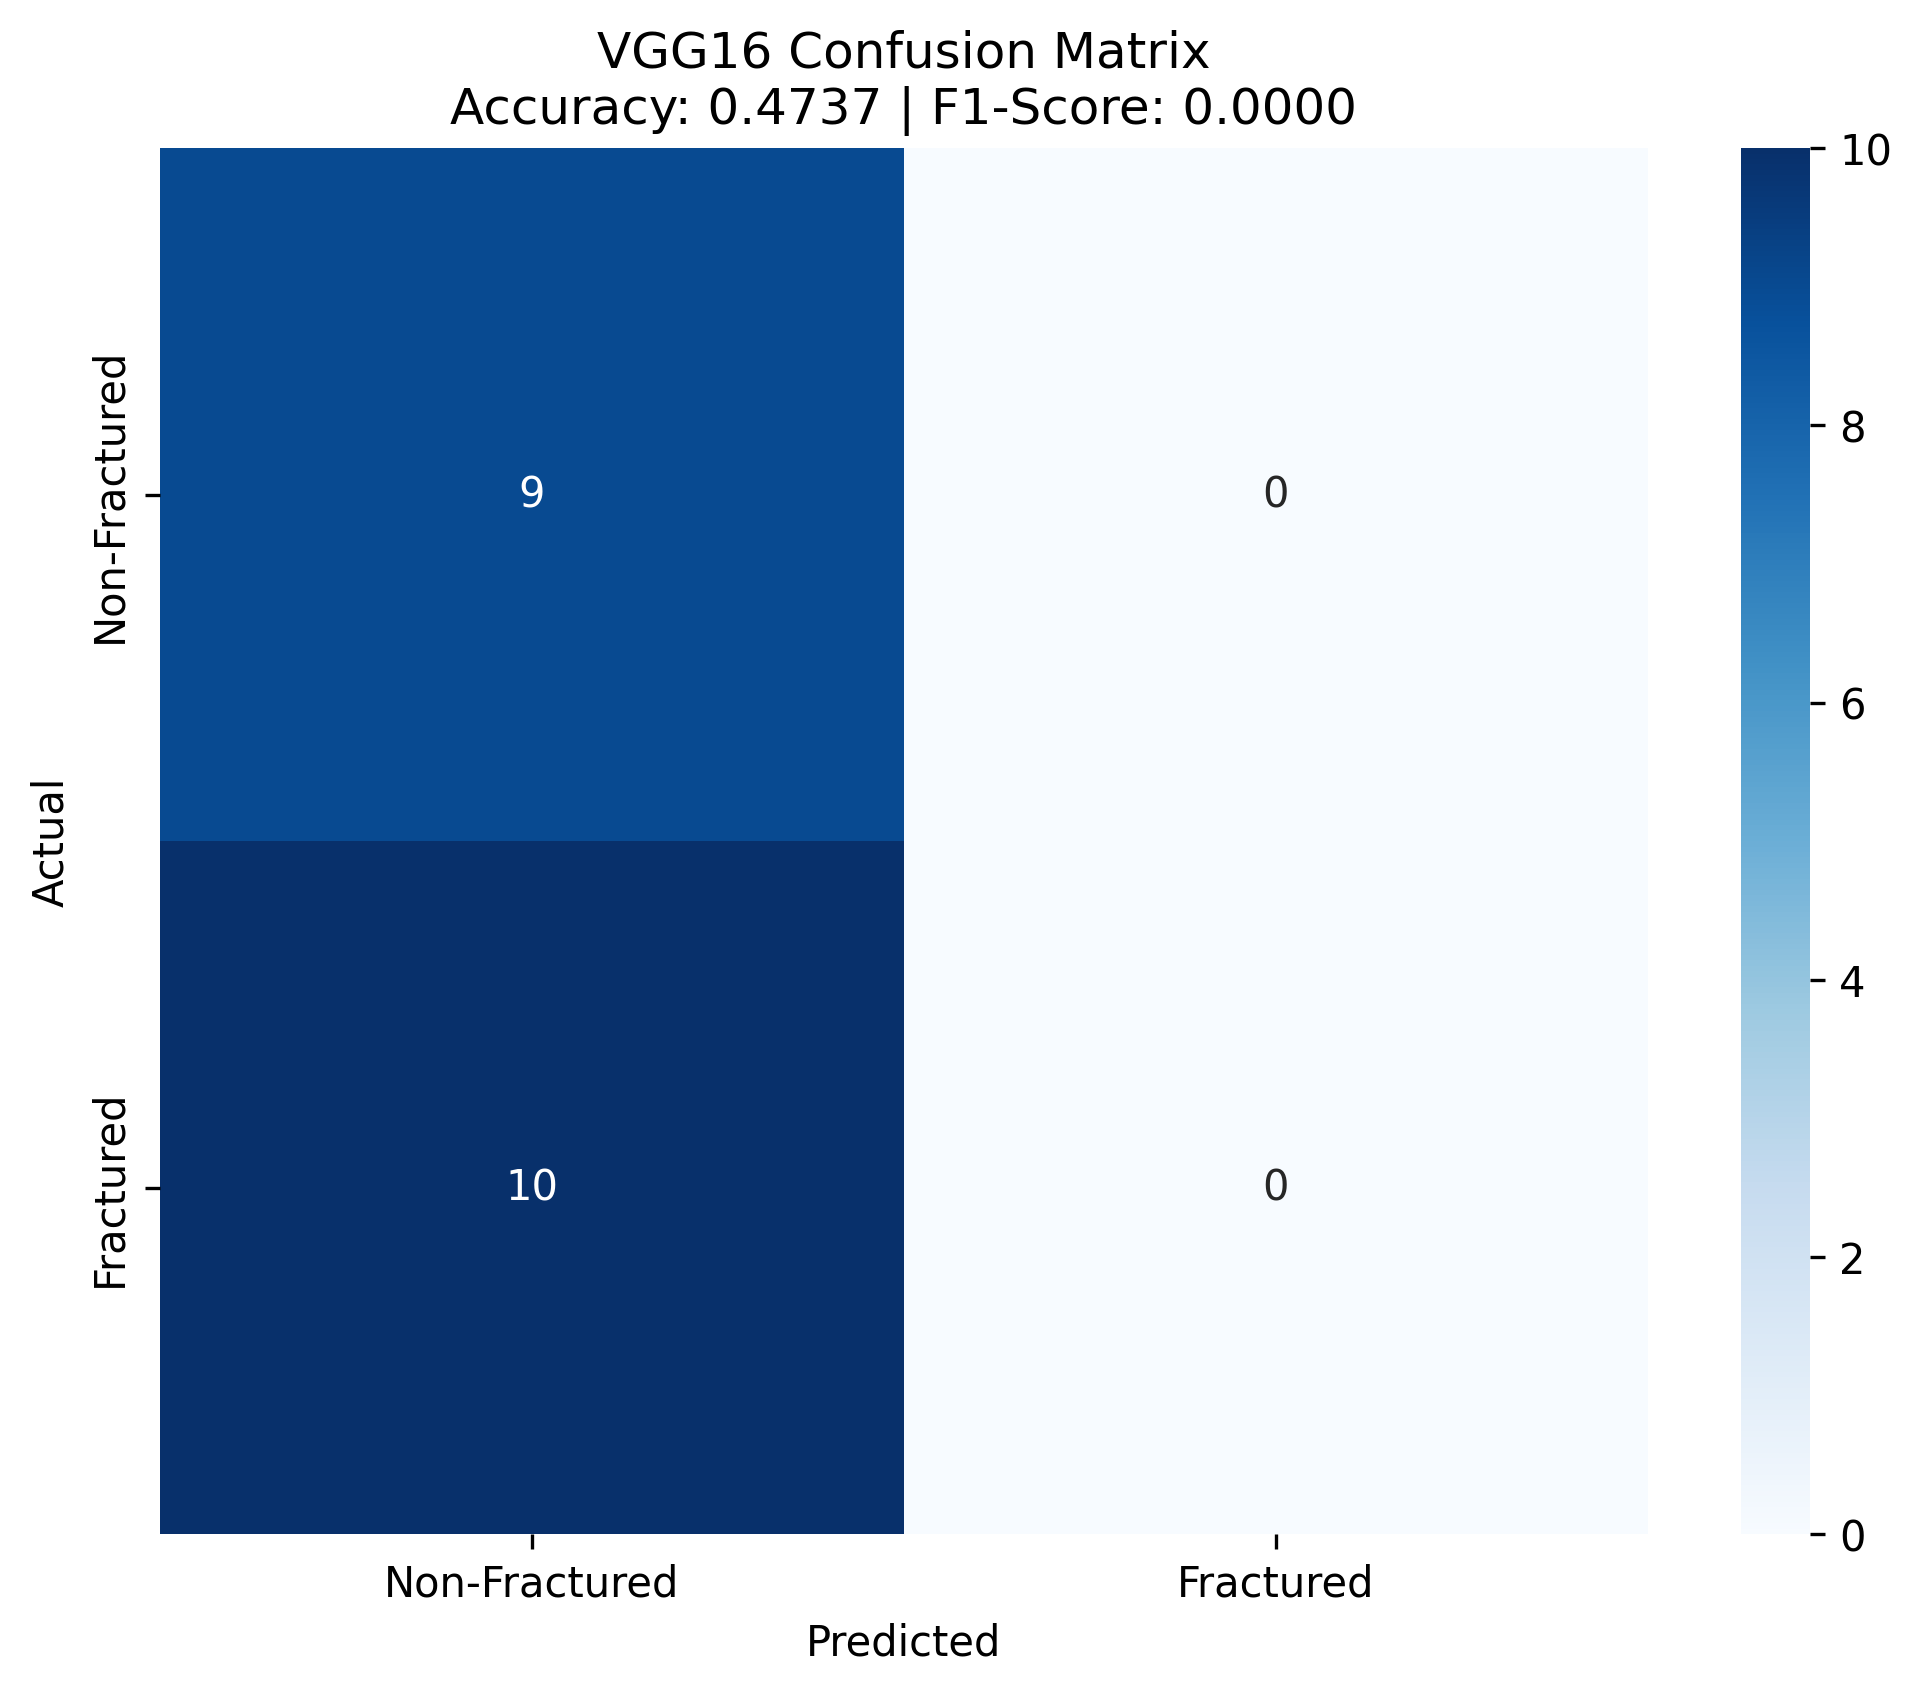 VGG16 Confusion Matrix
Accuracy: 0.4737 | F1-Score: 0.0000
Actual
Non-Fractured
Fractured
9
0
10
0
Non-Fractured
Fractured
Predicted
10
8
6
4
2
0